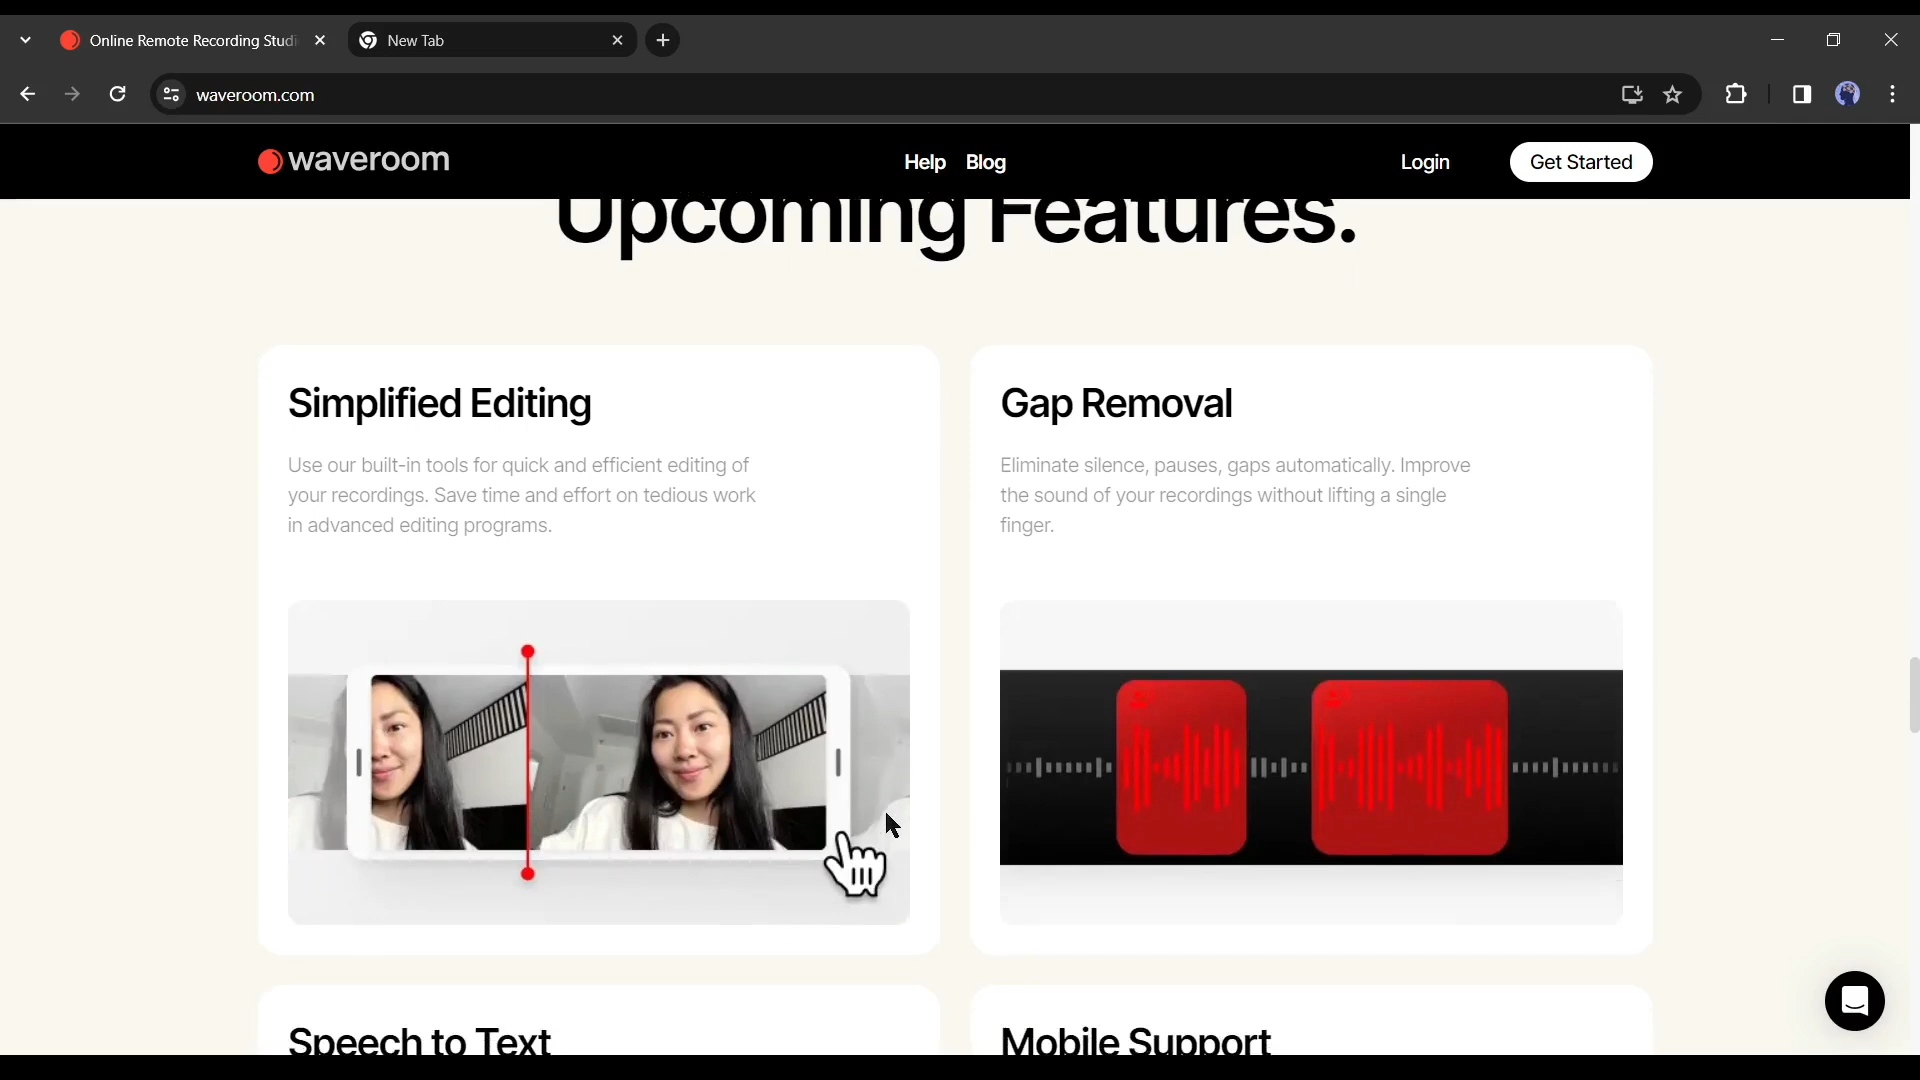 Online Remote Recording Studi
New Tab
waveroom.com
waveroom
Help
Blog
Login
Get Started
Upcoming Features.
Simplified Editing
Use our built-in tools for quick and efficient editing of
your recordings. Save time and effort on tedious work
in advanced editing programs.
Gap Removal
Eliminate silence, pauses, gaps automatically. Improve
the sound of your recordings without lifting a single
finger.
Speech to Text
Mobile Support